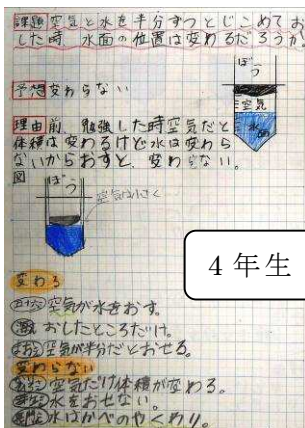 課題 空気と水を半分ずつとじこめてお
した時、水面の位置は変わるだろうか。
ぼう
空気
水
予想 変わらない
理由 前、勉強した時空気だと
体積は変わるけど水は変わら
ないからおすと、変わらない。
図
ぼう
空気は小さく
4年生
変わる
空気が水をおす。
おしたところだけ。
空気が半分だとおせる。
変わらない
空気だけ体積が変わる。
水をおせない。
水はかべのやくわり。